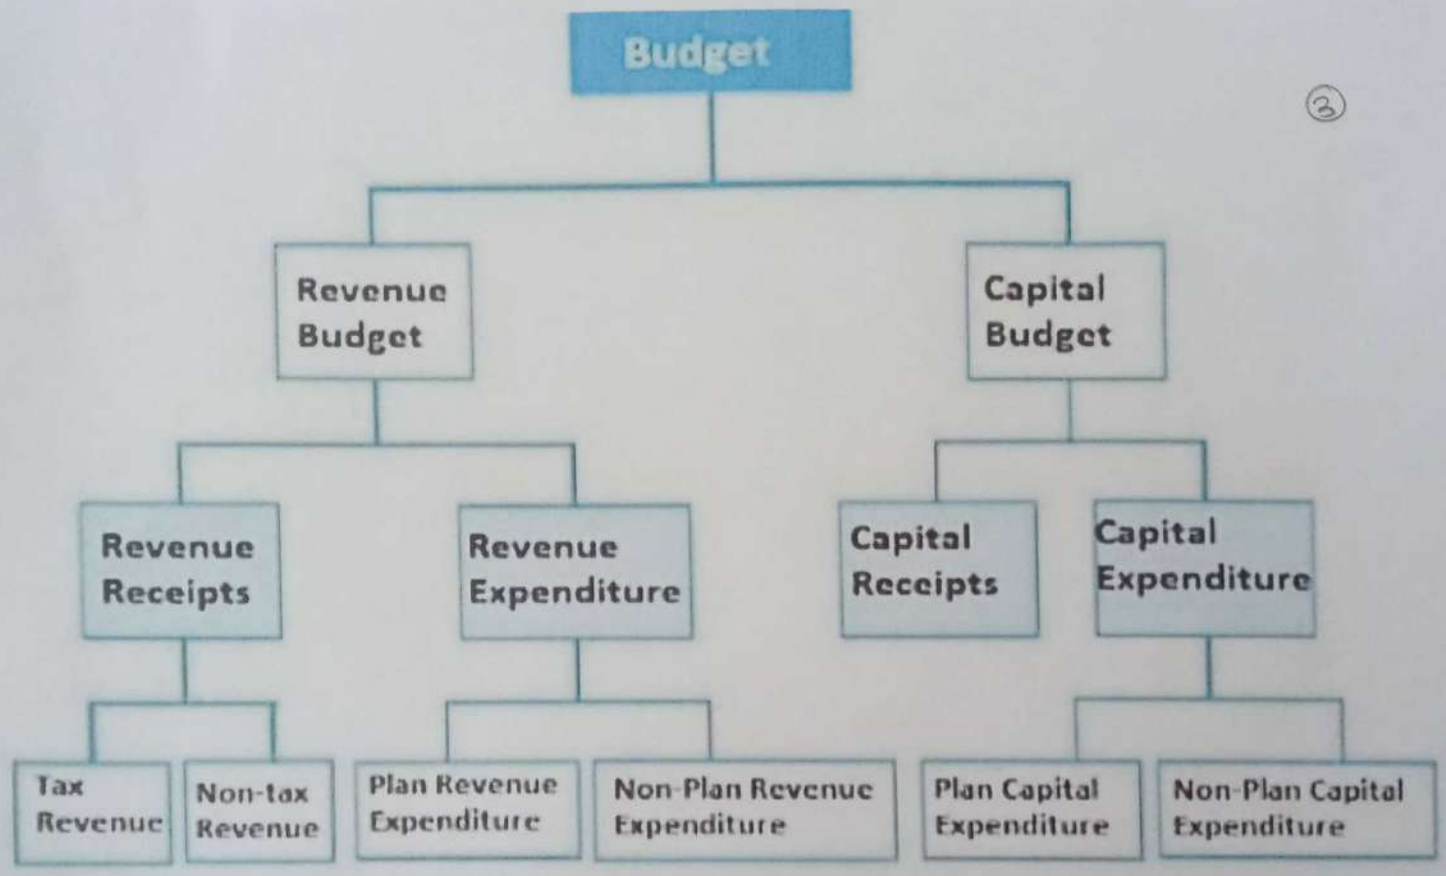 Budget
3
Revenue
Budget
Capital
Budget
Revenue
Receipts
Revenue
Expenditure
Capital
Receipts
Capital
Expenditure
Tax
Revenue
Non-tax
Revenue
Plan Revenue
Expenditure
Non-Plan Revenue
Expenditure
Plan Capital
Expenditure
Non-Plan Capital
Expenditure